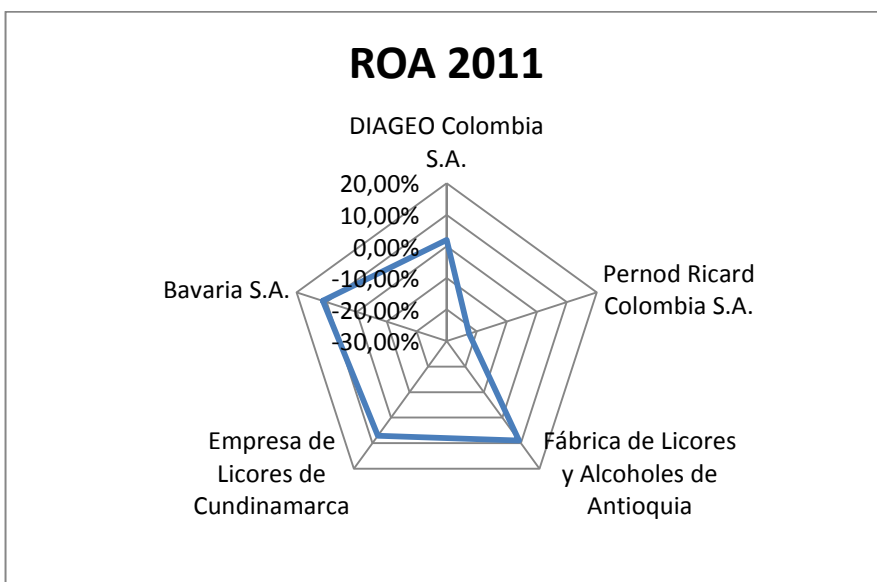 ROA 2011
DIAGEO Colombia
S.A.
20,00%
10,00%
0,00%
-10,00%
-20,00%
-30,00%
Pernod Ricard
Colombia S.A.
Fábrica de Licores
y Alcoholes de
Antioquia
Empresa de
Licores de
Cundinamarca
Bavaria S.A.